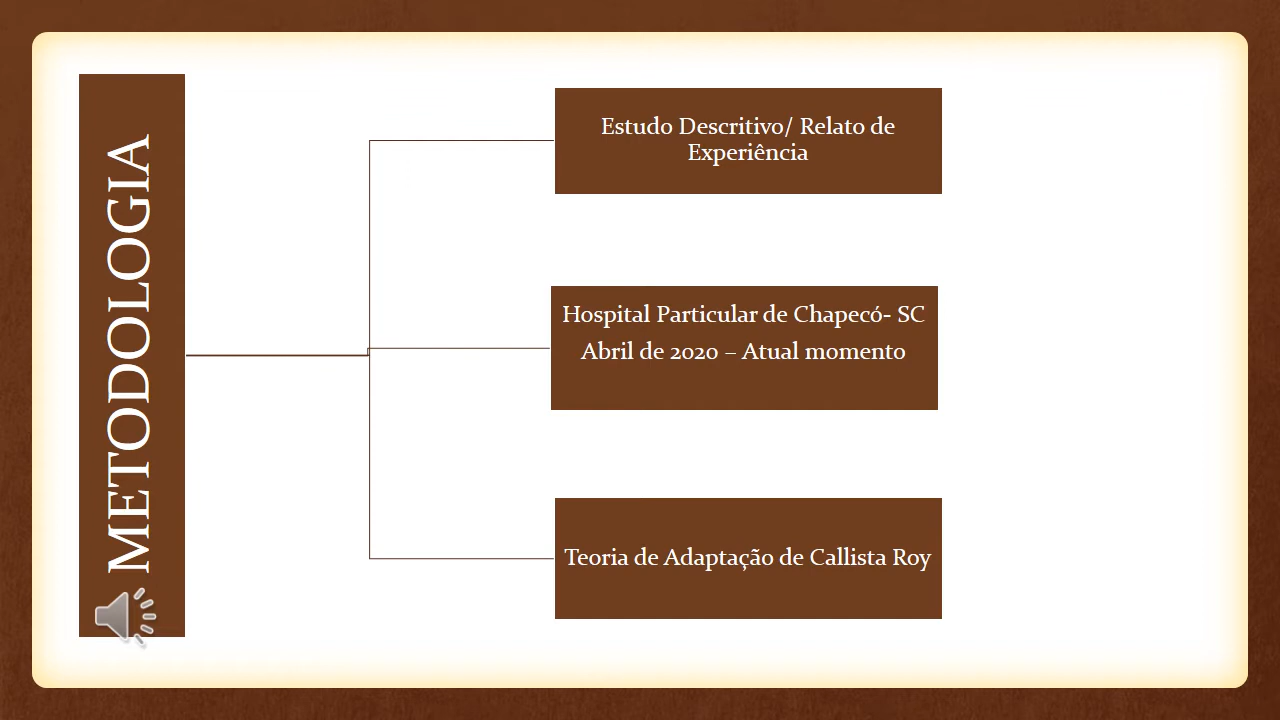 METODOLOGIA
Estudo Descritivo/ Relato de
Experiência
Hospital Particular de Chapecó- SC
Abril de 2020 – Atual momento
Teoria de Adaptação de Callista Roy